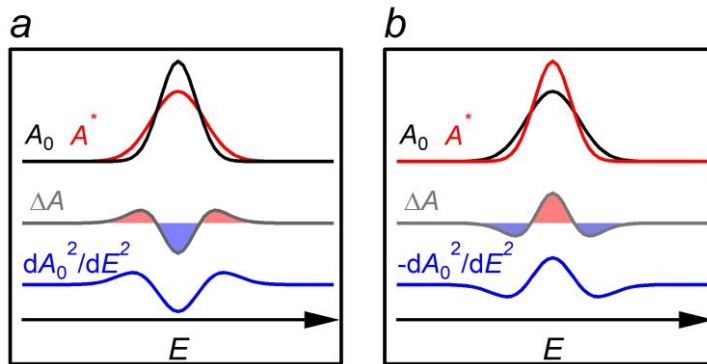 a
A₀ A*
ΔA
dA₀²/dE²
E
b
A₀ A*
ΔA
-dA₀²/dE²
E